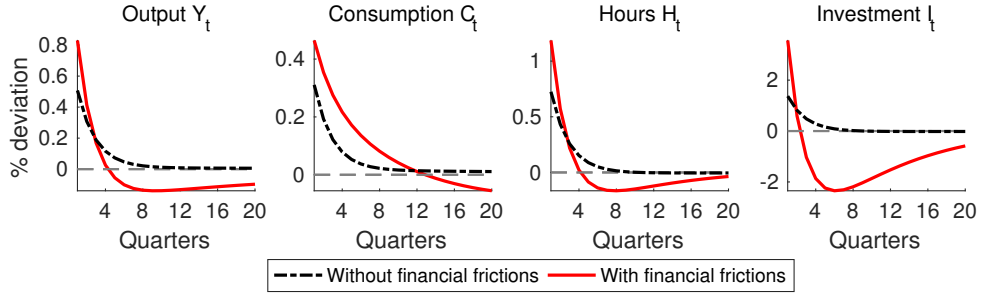 Output Y_t
Consumption C_t
Hours H_t
Investment I_t
% deviation
0.8
0.6
0.4
0.2
0
4 8 12 16 20
Quarters
0.4
0.2
0
4 8 12 16 20
Quarters
1
0.5
0
4 8 12 16 20
Quarters
2
0
-2
4 8 12 16 20
Quarters
Without financial frictions
With financial frictions